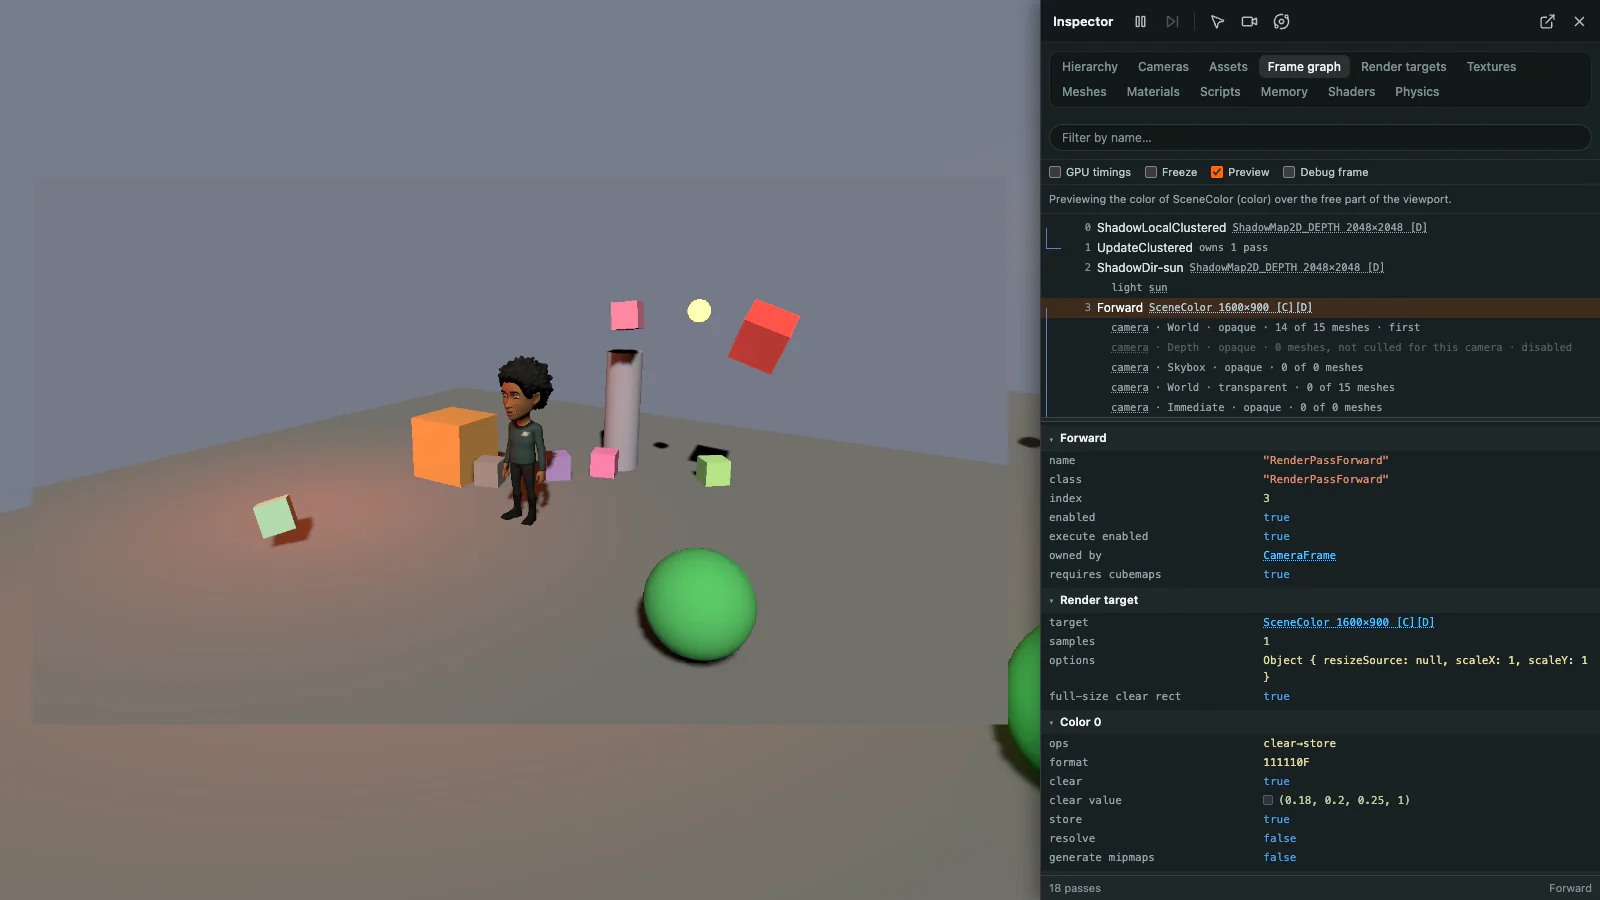 Inspector
Hierarchy Cameras Assets Frame graph Render targets Textures
Meshes Materials Scripts Memory Shaders Physics
Filter by name...
GPU timings Freeze Preview Debug frame
Previewing the color of SceneColor (color) over the free part of the viewport.
0 ShadowLocalClustered ShadowMap2D_DEPTH 2048×2048 [D]
1 UpdateClustered owns 1 pass
2 ShadowDir-sun ShadowMap2D_DEPTH 2048×2048 [D]
light sun
3 Forward SceneColor 1600×900 [C][D]
camera · World · opaque · 14 of 15 meshes · first
camera · Depth · opaque · 0 meshes, not culled for this camera · disabled
camera · Skybox · opaque · 0 of 0 meshes
camera · World · transparent · 0 of 15 meshes
camera · Immediate · opaque · 0 of 0 meshes
Forward
name "RenderPassForward"
class "RenderPassForward"
index 3
enabled true
execute enabled true
owned by CameraFrame
requires cubemaps true
Render target
target SceneColor 1600×900 [C][D]
samples 1
options Object { resizeSource: null, scaleX: 1, scaleY: 1
}
full-size clear rect true
Color 0
ops clear→store
format 111110F
clear true
clear value (0.18, 0.2, 0.25, 1)
store true
resolve false
generate mipmaps false
18 passes Forward